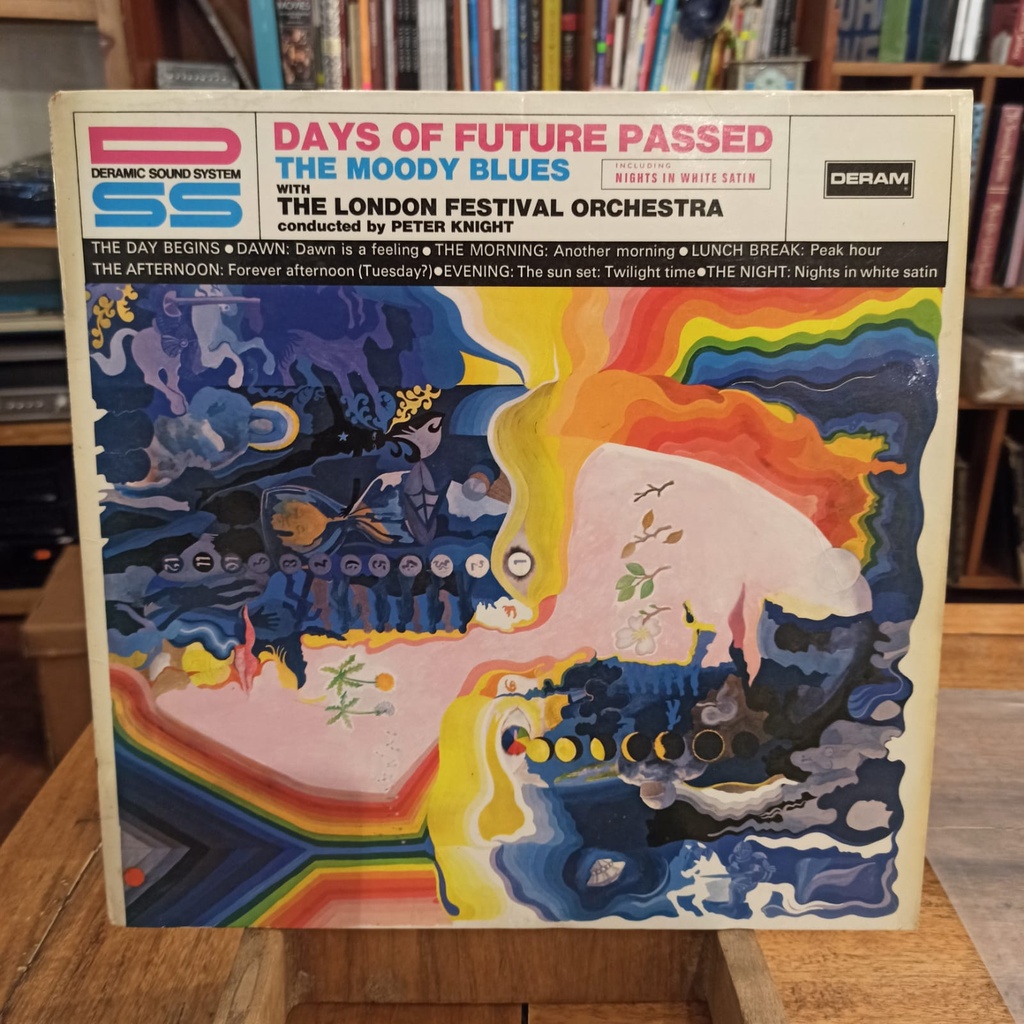 D
DERAMIC SOUND SYSTEM
SS
DAYS OF FUTURE PASSED
THE MOODY BLUES
INCLUDING
NIGHTS IN WHITE SATIN
WITH
THE LONDON FESTIVAL ORCHESTRA
conducted by PETER KNIGHT
DERAM
THE DAY BEGINS ● DAWN: Dawn is a feeling ● THE MORNING: Another morning ● LUNCH BREAK: Peak hour
THE AFTERNOON: Forever afternoon (Tuesday?) ● EVENING: The sun set: Twilight time ● THE NIGHT: Nights in white satin